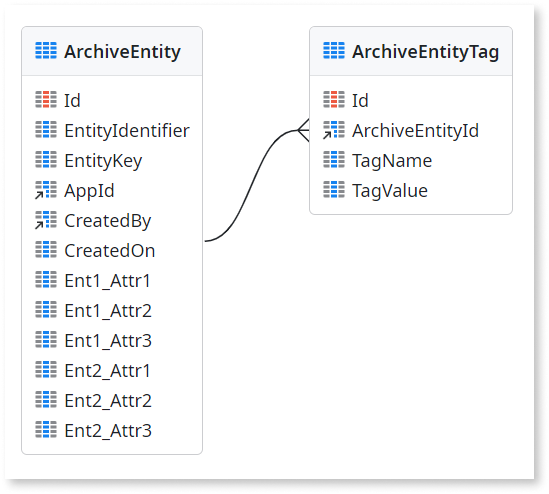 ArchiveEntity
Id
EntityIdentifier
EntityKey
AppId
CreatedBy
CreatedOn
Ent1_Attr1
Ent1_Attr2
Ent1_Attr3
Ent2_Attr1
Ent2_Attr2
Ent2_Attr3
ArchiveEntityTag
Id
ArchiveEntityId
TagName
TagValue